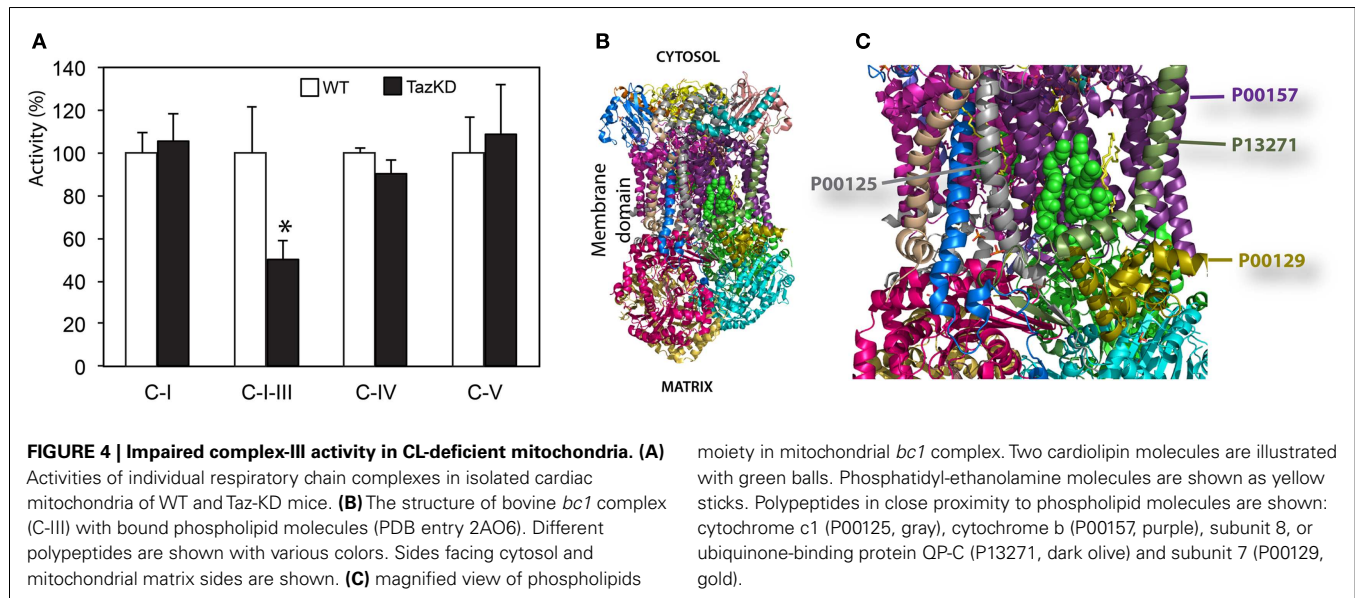 A
Activity (%)
140
120
100
80
60
40
20
0
WT
TazKD
*
C-I
C-I-III
C-IV
C-V
B
CYTOSOL
Membrane
domain
MATRIX
C
P00157
P13271
P00125
P00129
FIGURE 4 | Impaired complex-III activity in CL-deficient mitochondria. (A)
Activities of individual respiratory chain complexes in isolated cardiac
mitochondria of WT and Taz-KD mice. (B) The structure of bovine bc1 complex
(C-III) with bound phospholipid molecules (PDB entry 2AO6). Different
polypeptides are shown with various colors. Sides facing cytosol and
mitochondrial matrix sides are shown. (C) magnified view of phospholipids
moiety in mitochondrial bc1 complex. Two cardiolipin molecules are illustrated
with green balls. Phosphatidyl-ethanolamine molecules are shown as yellow
sticks. Polypeptides in close proximity to phospholipid molecules are shown:
cytochrome c1 (P00125, gray), cytochrome b (P00157, purple), subunit 8, or
ubiquinone-binding protein QP-C (P13271, dark olive) and subunit 7 (P00129,
gold).